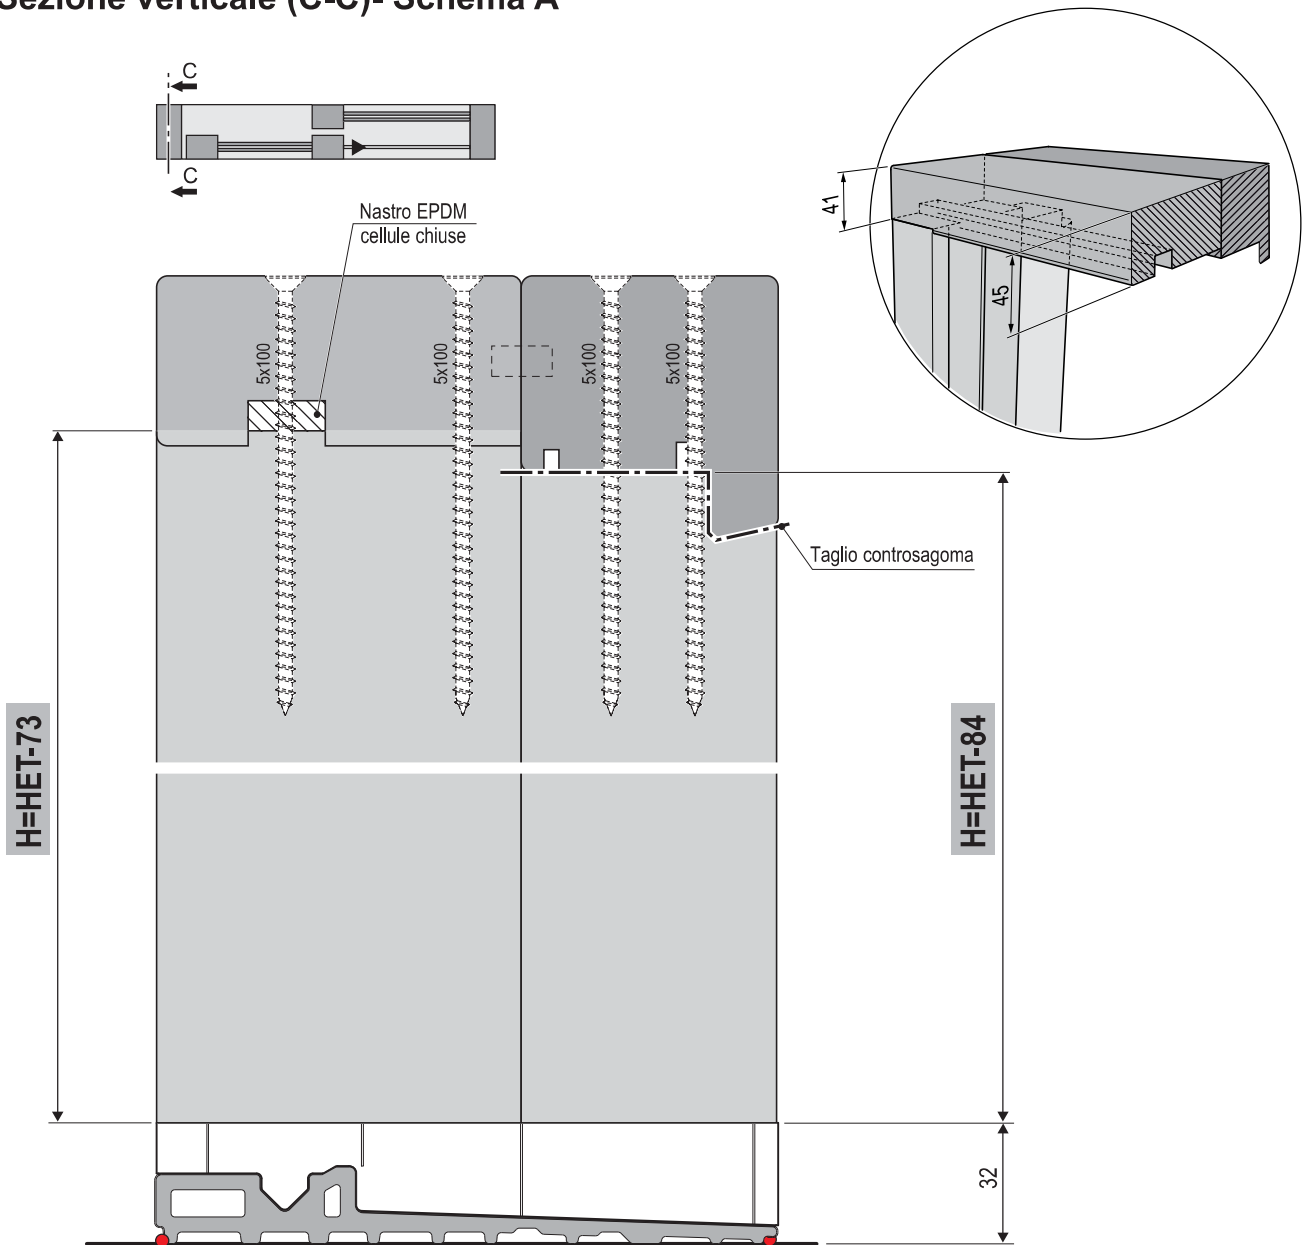 Sezione verticale (C-C)- Schema A
C
C
Nastro EPDM
cellule chiuse
41
45
5x100
5x100
5x100
5x100
Taglio controsagoma
H=HET-73
H=HET-84
32